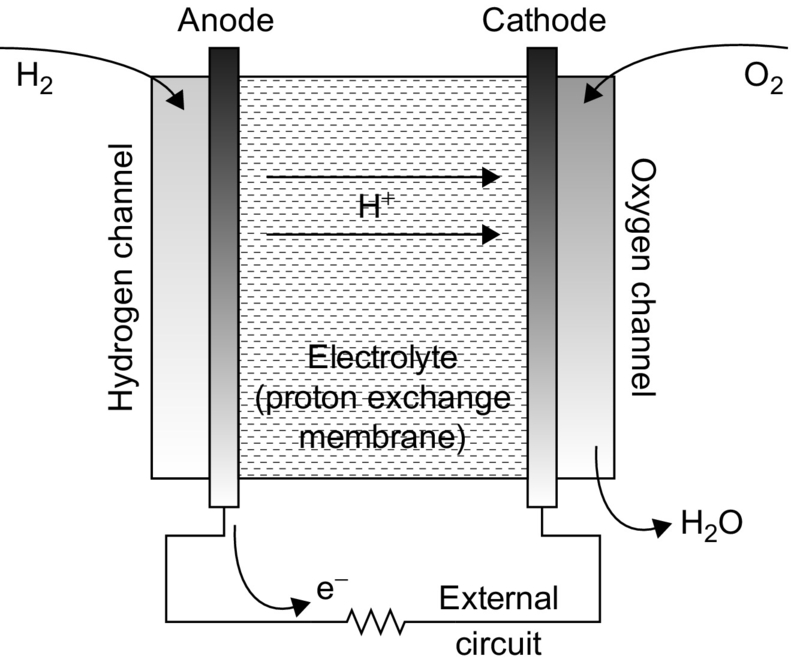 Anode
Cathode
H₂
O₂
Hydrogen channel
H⁺
Oxygen channel
Electrolyte
(proton exchange
membrane)
H₂O
e⁻
External
circuit